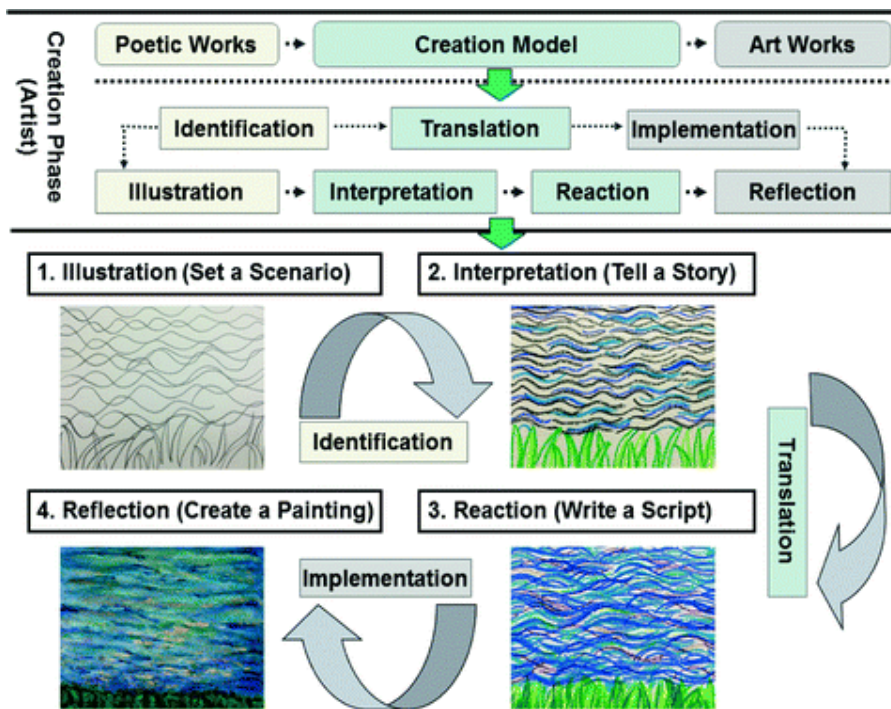 Creation Phase
(Artist)
Poetic Works
Creation Model
Art Works
Identification
Translation
Implementation
Illustration
Interpretation
Reaction
Reflection
1. Illustration (Set a Scenario)
2. Interpretation (Tell a Story)
Identification
Translation
4. Reflection (Create a Painting)
3. Reaction (Write a Script)
Implementation